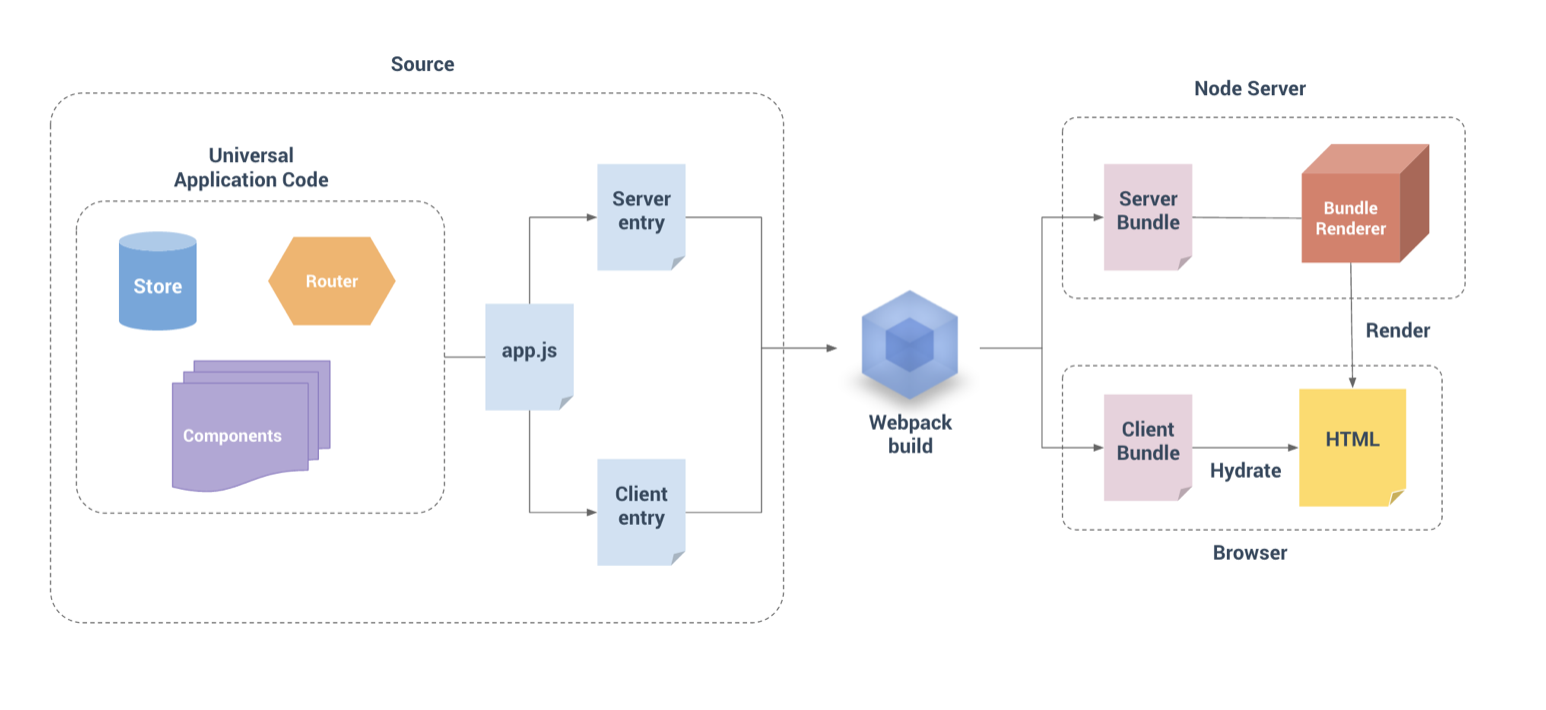 Source
Universal
Application Code
Store
Router
Components
app.js
Server
entry
Client
entry
Webpack
build
Node Server
Server
Bundle
Bundle
Renderer
Render
Client
Bundle
Hydrate
HTML
Browser